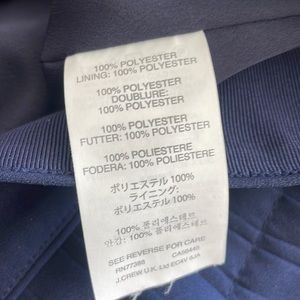 100% POLYESTER
LINING: 100% POLYESTER
100% POLYESTER
DOUBLURE:
100% POLYESTER
100% POLYESTER
FUTTER: 100% POLYESTER
100% POLIESTERE
FODERA: 100% POLIESTERE
ポリエステル 100%
ライニング:
ポリエステル 100%
100% 폴리에스테르
안감: 100% 폴리에스테르
SEE REVERSE FOR CARE
RN77388 CA56445
J.CREW U.K. Ltd EC4V 6JA